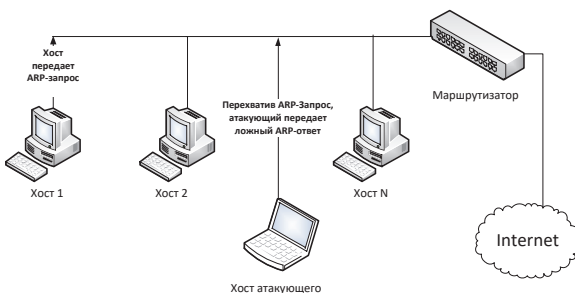 Хост
передает
ARP-запрос
Перехватив ARP-Запрос,
атакующий передает
ложный ARP-ответ
Маршрутизатор
Хост 1
Хост 2
Хост N
Internet
Хост атакующего